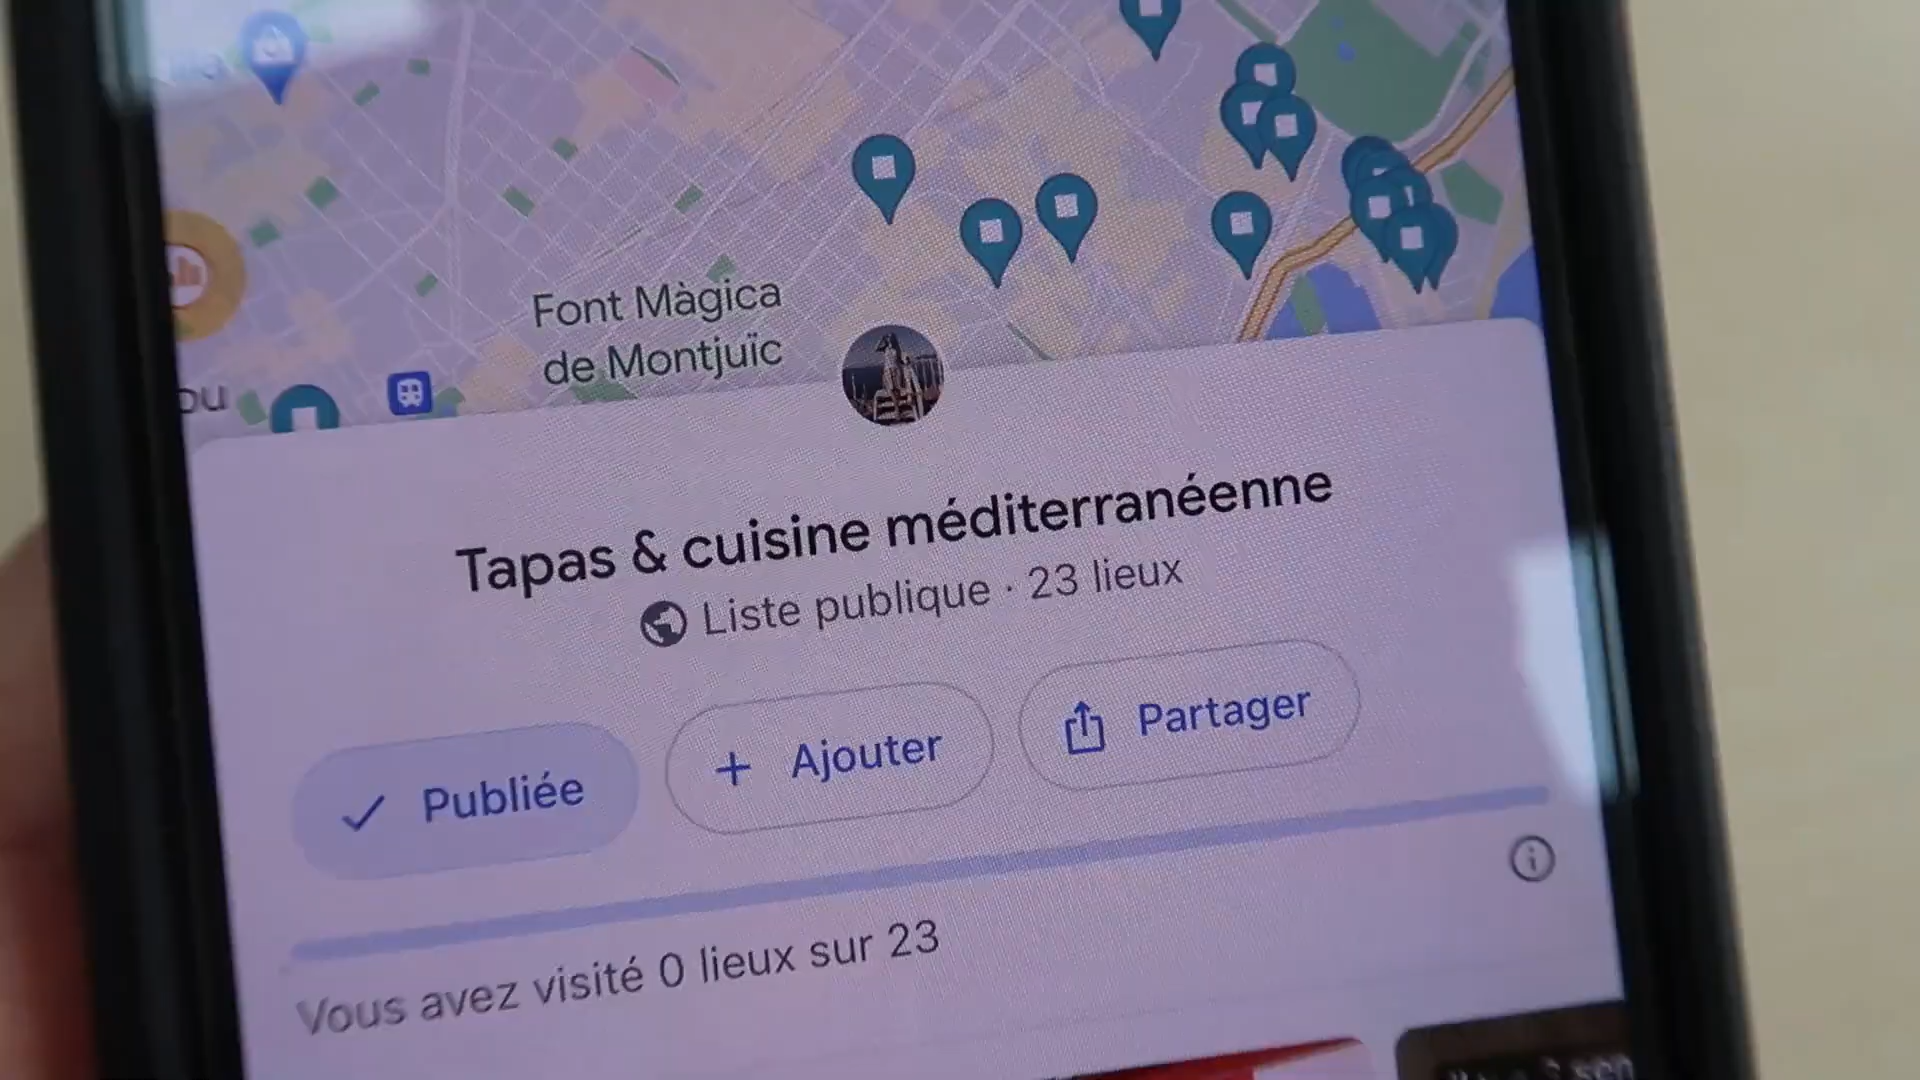 Font Màgica
de Montjuïc
ou
Tapas & cuisine méditerranéenne
Liste publique · 23 lieux
Publiée
Ajouter
Partager
Vous avez visité 0 lieux sur 23